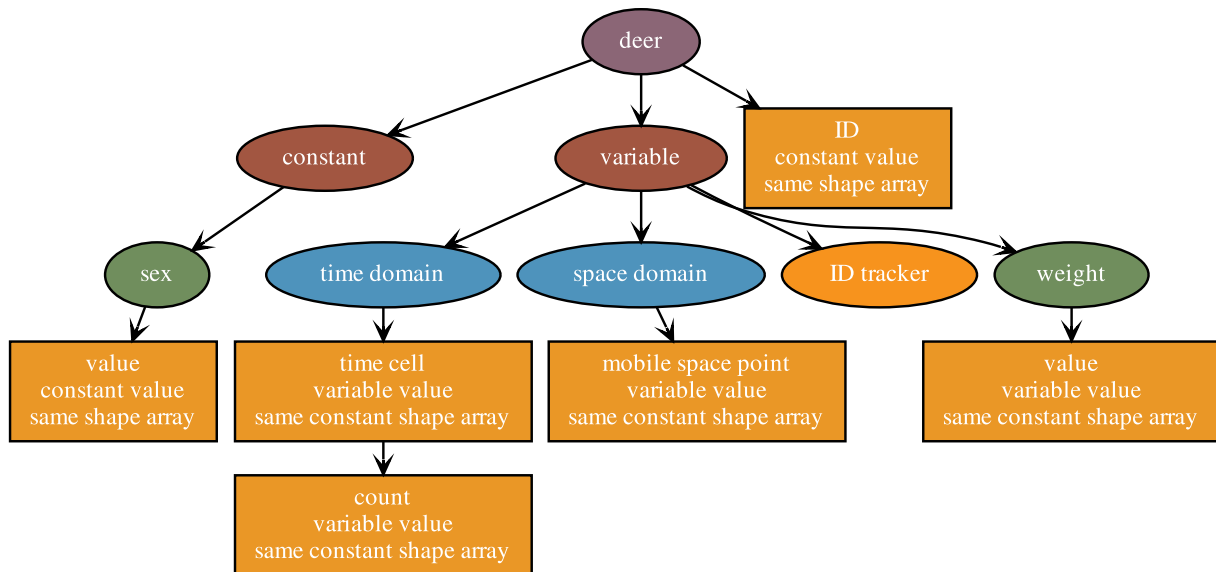 deer
ID
constant value
same shape array
constant
variable
sex
time domain
space domain
ID tracker
weight
value
constant value
same shape array
time cell
variable value
same constant shape array
mobile space point
variable value
same constant shape array
value
variable value
same constant shape array
count
variable value
same constant shape array